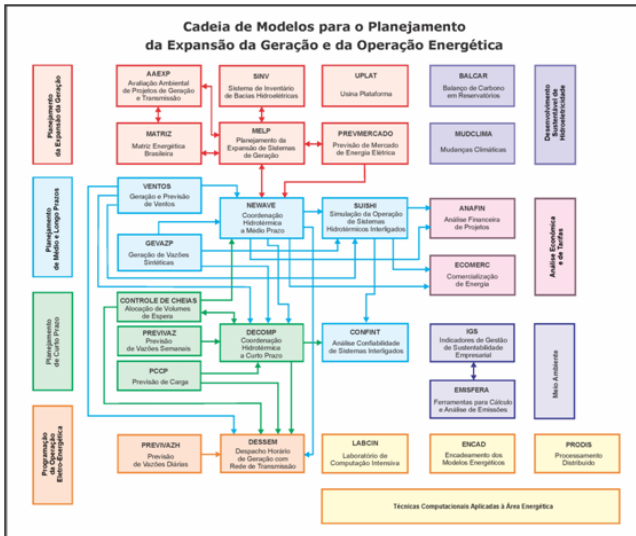 Cadeia de Modelos para o Planejamento
da Expansão da Geração e da Operação Energética
Planejamento
da Expansão da Geração
AAEXP
Avaliação Ambiental
de Projetos de Geração
e Transmissão
SINV
Sistema de Inventário
de Bacias Hidroelétricas
UPLAT
Usina Plataforma
BALCAR
Balanço de Carbono
em Reservatórios
Desenvolvimento
Sustentável de
Hidroeletricidade
MATRIZ
Matriz Energética
Brasileira
MELP
Planejamento da
Expansão de Sistemas
de Geração
PREVMERCADO
Previsão de Mercado
de Energia Elétrica
MUDCLIMA
Mudanças Climáticas
Planejamento
de Médio e Longo Prazos
VENTOS
Geração e Previsão
de Ventos
NEWAVE
Coordenação
Hidrotérmica
a Médio Prazo
SUISHI
Simulação da Operação
de Sistemas
Hidrotérmicos Interligados
ANAFIN
Análise Financeira
de Projetos
Análise Econômica
e de Tarifas
GEVAZP
Geração de Vazões
Sintéticas
ECOMERC
Comercialização
de Energia
Planejamento
de Curto Prazo
CONTROLE DE CHEIAS
Alocação de Volumes
de Espera
PREVIVAZ
Previsão
de Vazões Semanais
DECOMP
Coordenação
Hidrotérmica
a Curto Prazo
CONFINT
Análise Confiabilidade
de Sistemas Interligados
IGS
Indicadores de Gestão
de Sustentabilidade
Empresarial
Meio Ambiente
PCCP
Previsão de Carga
EMISFERA
Ferramentas para Cálculo
e Análise de Emissões
Programação
da Operação
Eletro-Energética
PREVIVAZH
Previsão
de Vazões Diárias
DESSEM
Despacho Horário
de Geração com
Rede de Transmissão
LABCIN
Laboratório de
Computação Intensiva
ENCAD
Encadeamento dos
Modelos Energéticos
PRODIS
Processamento
Distribuído
Técnicas Computacionais Aplicadas à Área Energética